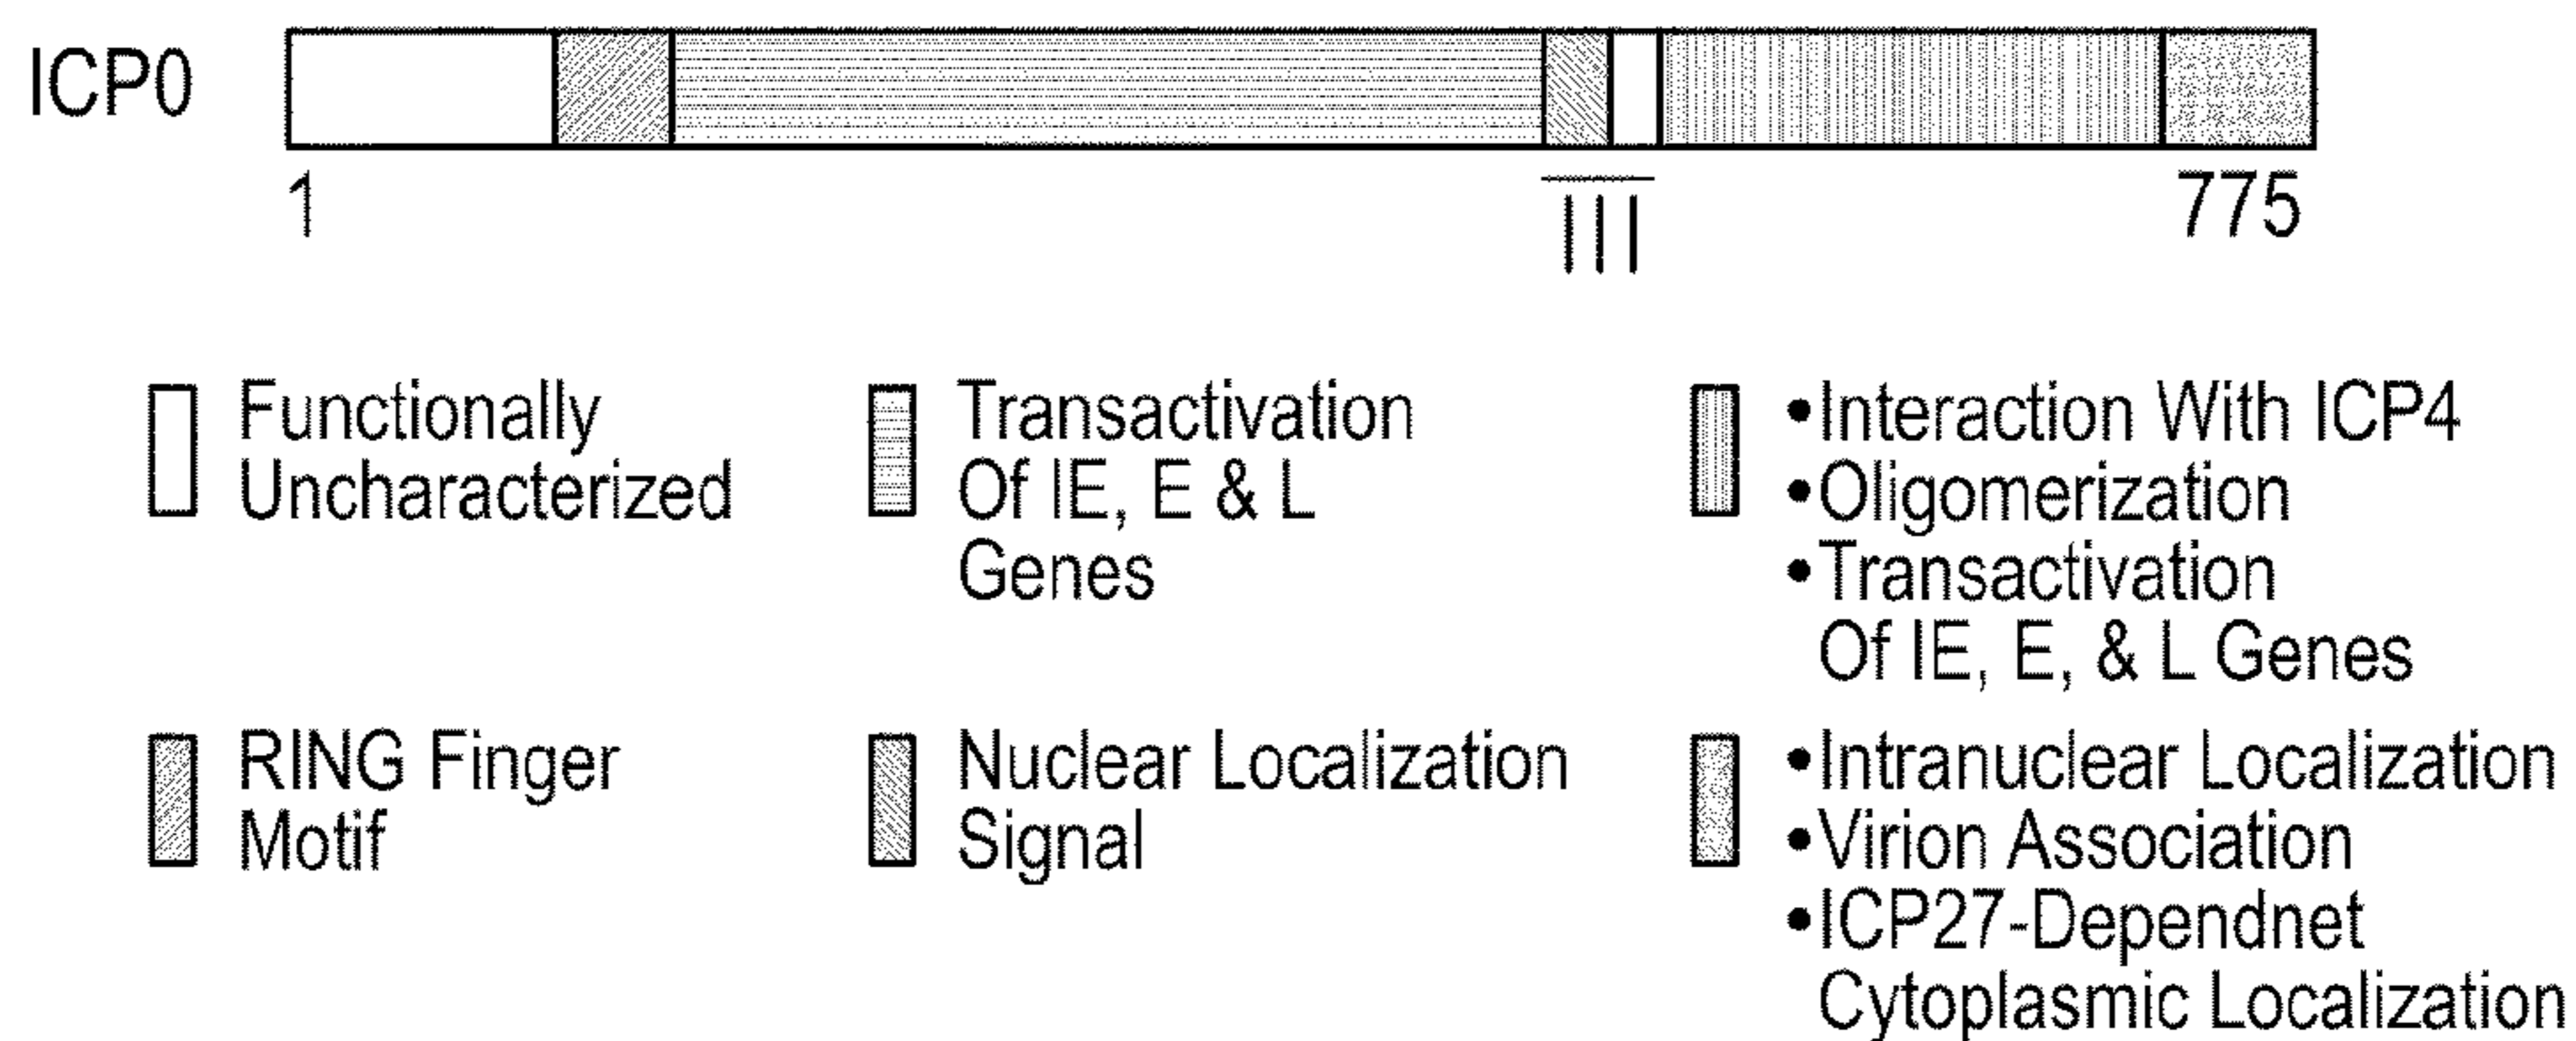 ICP0
1
III
775
Functionally
Uncharacterized
Transactivation
Of IE, E & L
Genes
•Interaction With ICP4
•Oligomerization
•Transactivation
Of IE, E, & L Genes
RING Finger
Motif
Nuclear Localization
Signal
•Intranuclear Localization
•Virion Association
•ICP27-Dependnet
Cytoplasmic Localization